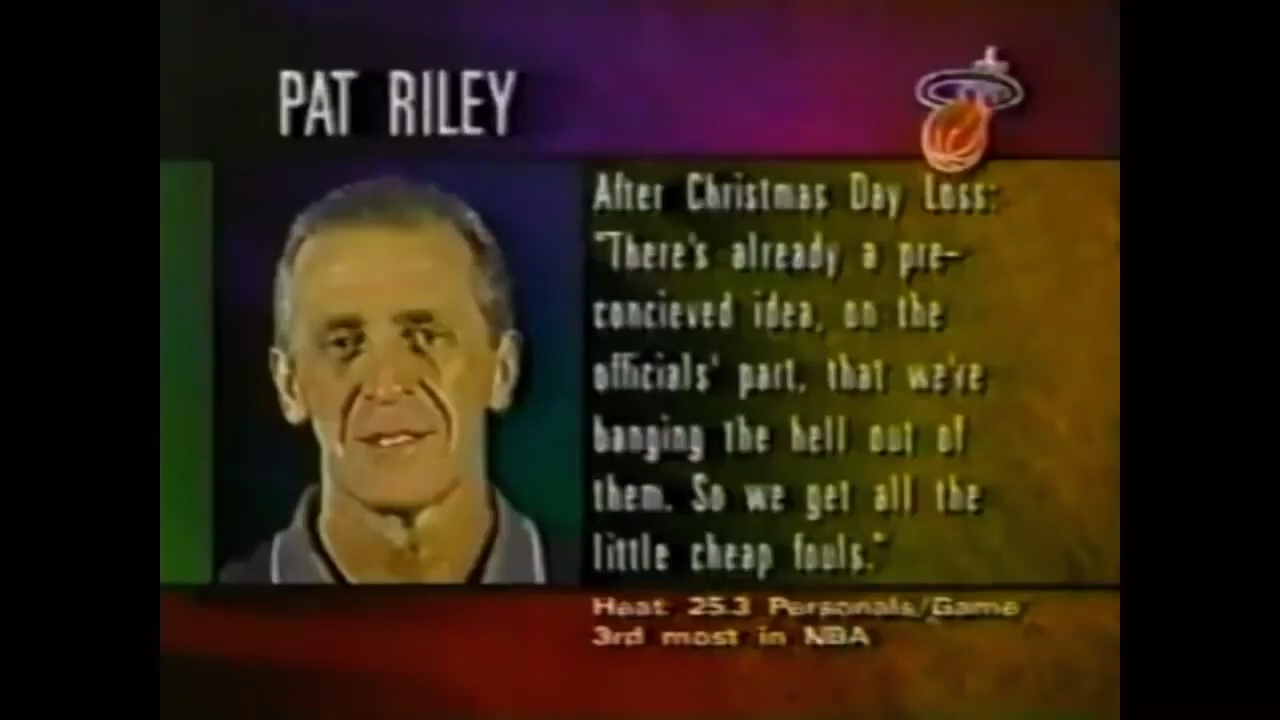 PAT RILEY
After Christmas Day Loss:
"There's already a pre-
concieved idea, on the
officials' part, that we're
banging the hell out of
them. So we get all the
little cheap fouls."
Heat: 25.3 Personals/Game
3rd most in NBA